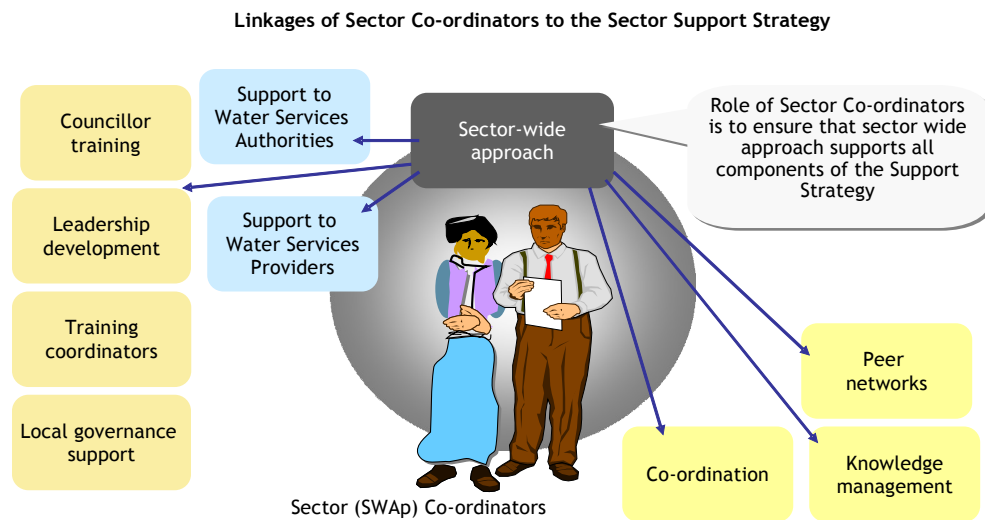 Linkages of Sector Co-ordinators to the Sector Support Strategy
Councillor
training
Leadership
development
Training
coordinators
Local governance
support
Support to
Water Services
Authorities
Support to
Water Services
Providers
Sector-wide
approach
Role of Sector Co-ordinators
is to ensure that sector wide
approach supports all
components of the Support
Strategy
Peer
networks
Co-ordination
Knowledge
management
Sector (SWAp) Co-ordinators